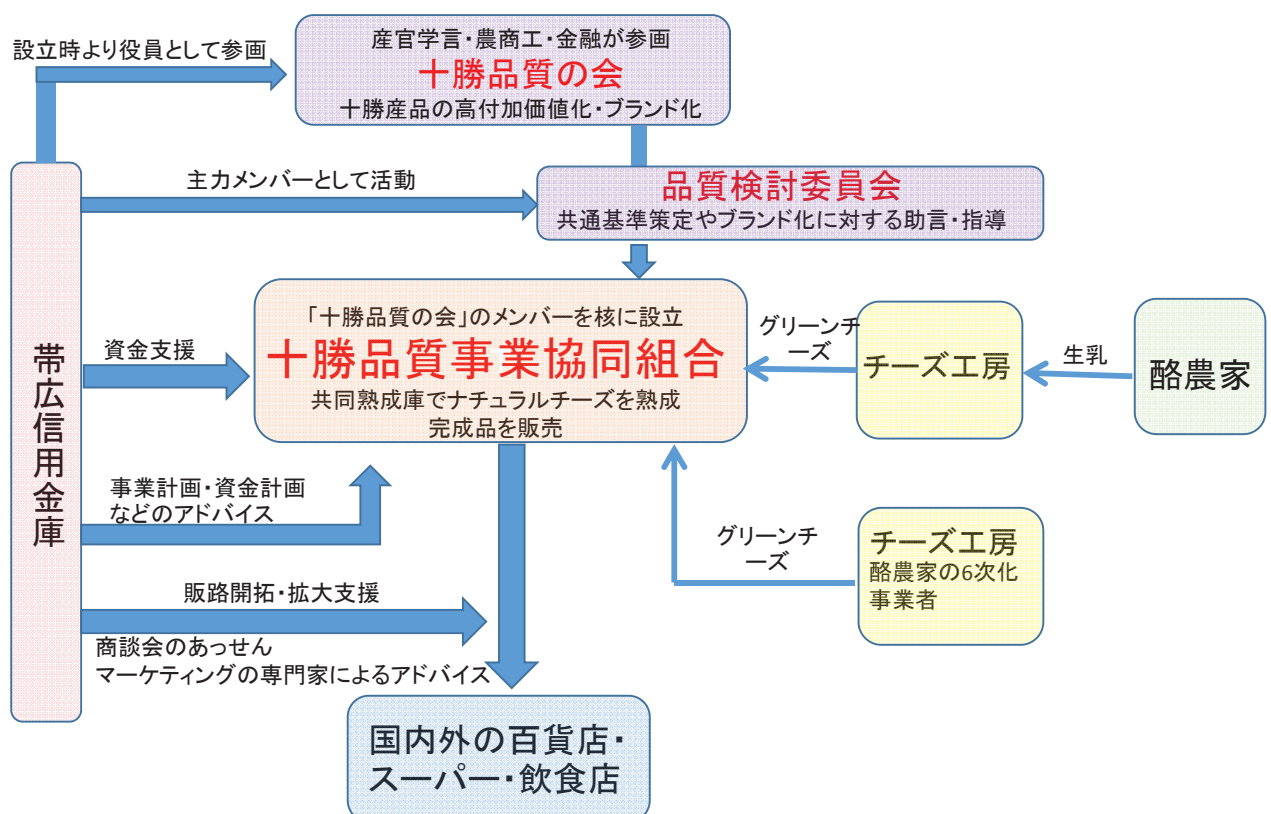 設立時より役員として参画
産官学言・農商工・金融が参画
十勝品質の会
十勝産品の高付加価値化・ブランド化
主力メンバーとして活動
品質検討委員会
共通基準策定やブランド化に対する助言・指導
帯広信用金庫
資金支援
「十勝品質の会」のメンバーを核に設立
十勝品質事業協同組合
共同熟成庫でナチュラルチーズを熟成
完成品を販売
グリーンチ
ーズ
チーズ工房
生乳
酪農家
事業計画・資金計画
などのアドバイス
グリーンチ
ーズ
チーズ工房
酪農家の6次化
事業者
販路開拓・拡大支援
商談会のあっせん
マーケティングの専門家によるアドバイス
国内外の百貨店・
スーパー・飲食店